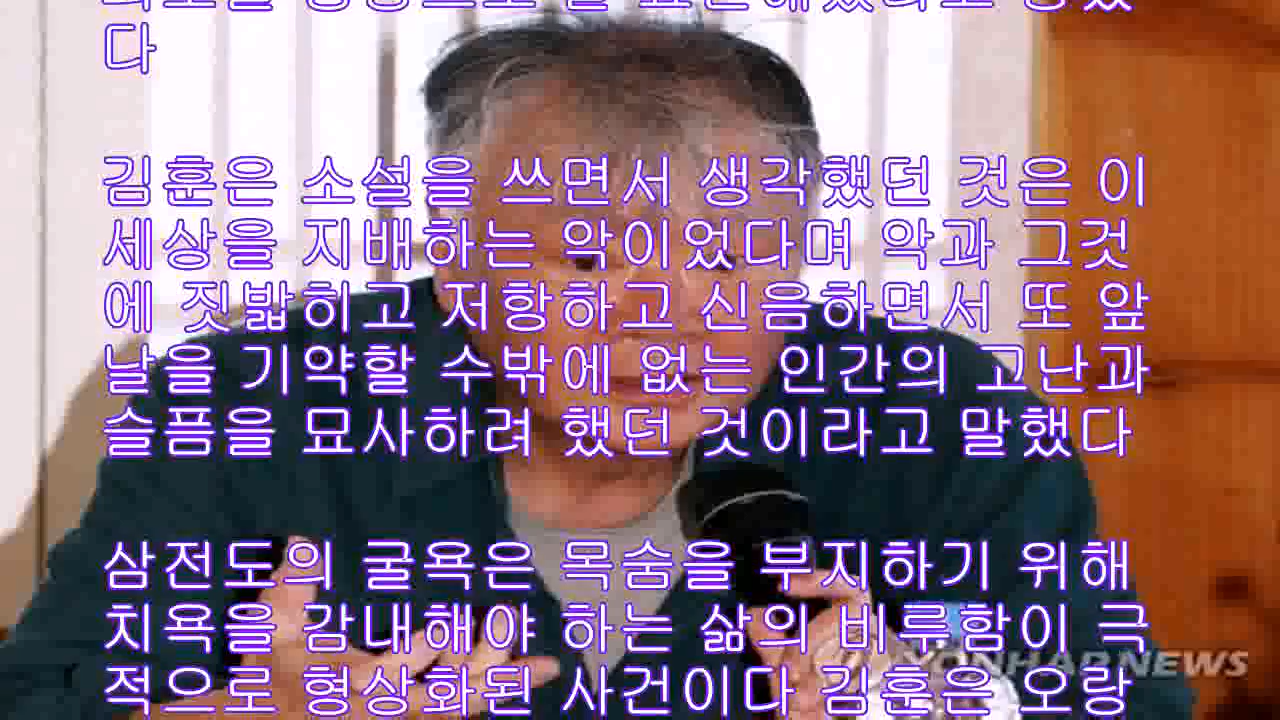 다
김훈은 소설을 쓰면서 생각했던 것은 이
세상을 지배하는 악이었다며 악과 그것
에 짓밟히고 저항하고 신음하면서 또 앞
날을 기약할 수밖에 없는 인간의 고난과
슬픔을 묘사하려 했던 것이라고 말했다
삼전도의 굴욕은 목숨을 부지하기 위해
치욕을 감내해야 하는 삶의 비루함이 극
적으로 형상화된 사건이다 김훈은 오랑
YONHAP NEWS